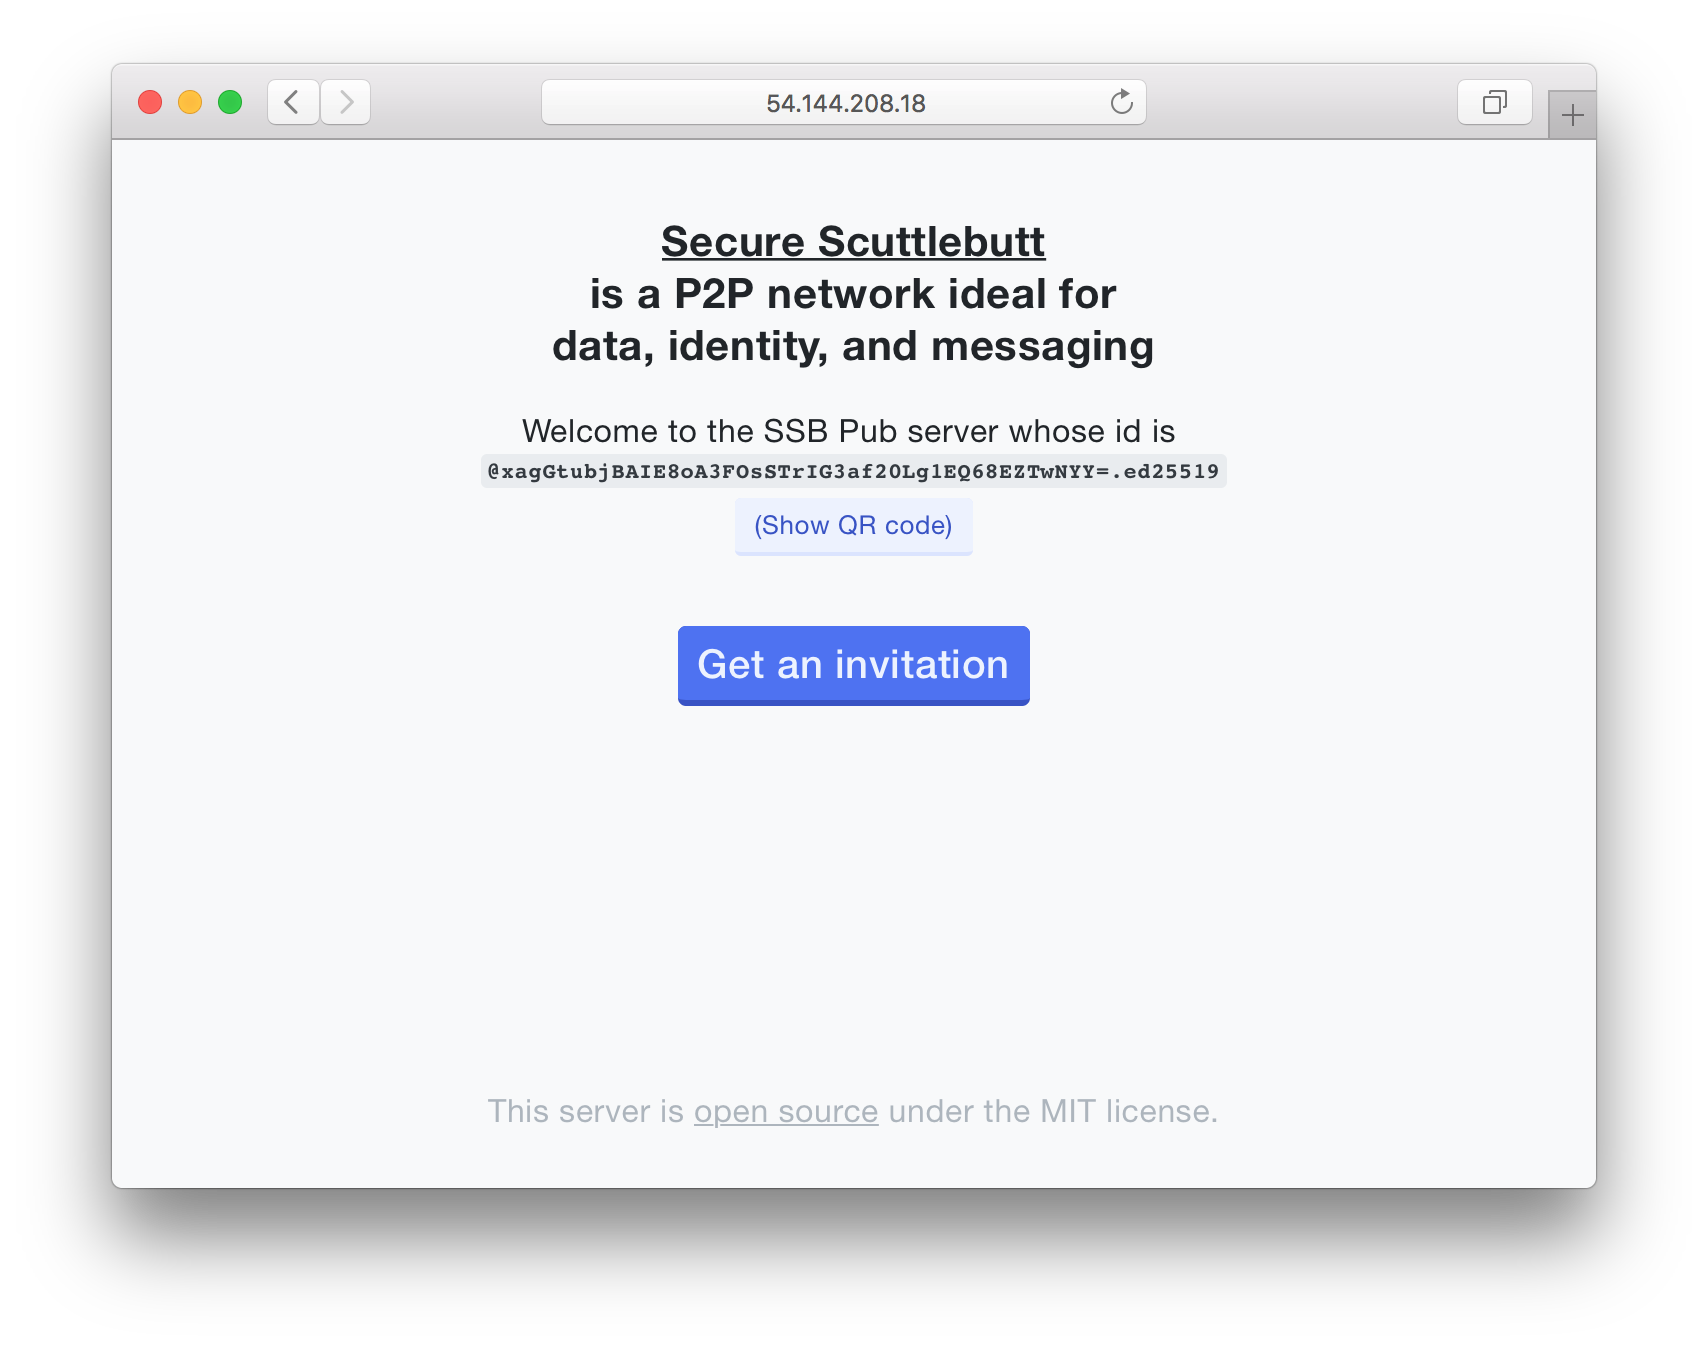 54.144.208.18
Secure Scuttlebutt
is a P2P network ideal for
data, identity, and messaging
Welcome to the SSB Pub server whose id is
@xagGtubjBAIE8oA3FOsSTrIG3af20Lg1EQ68EZTwNYY=.ed25519
(Show QR code)
Get an invitation
This server is open source under the MIT license.